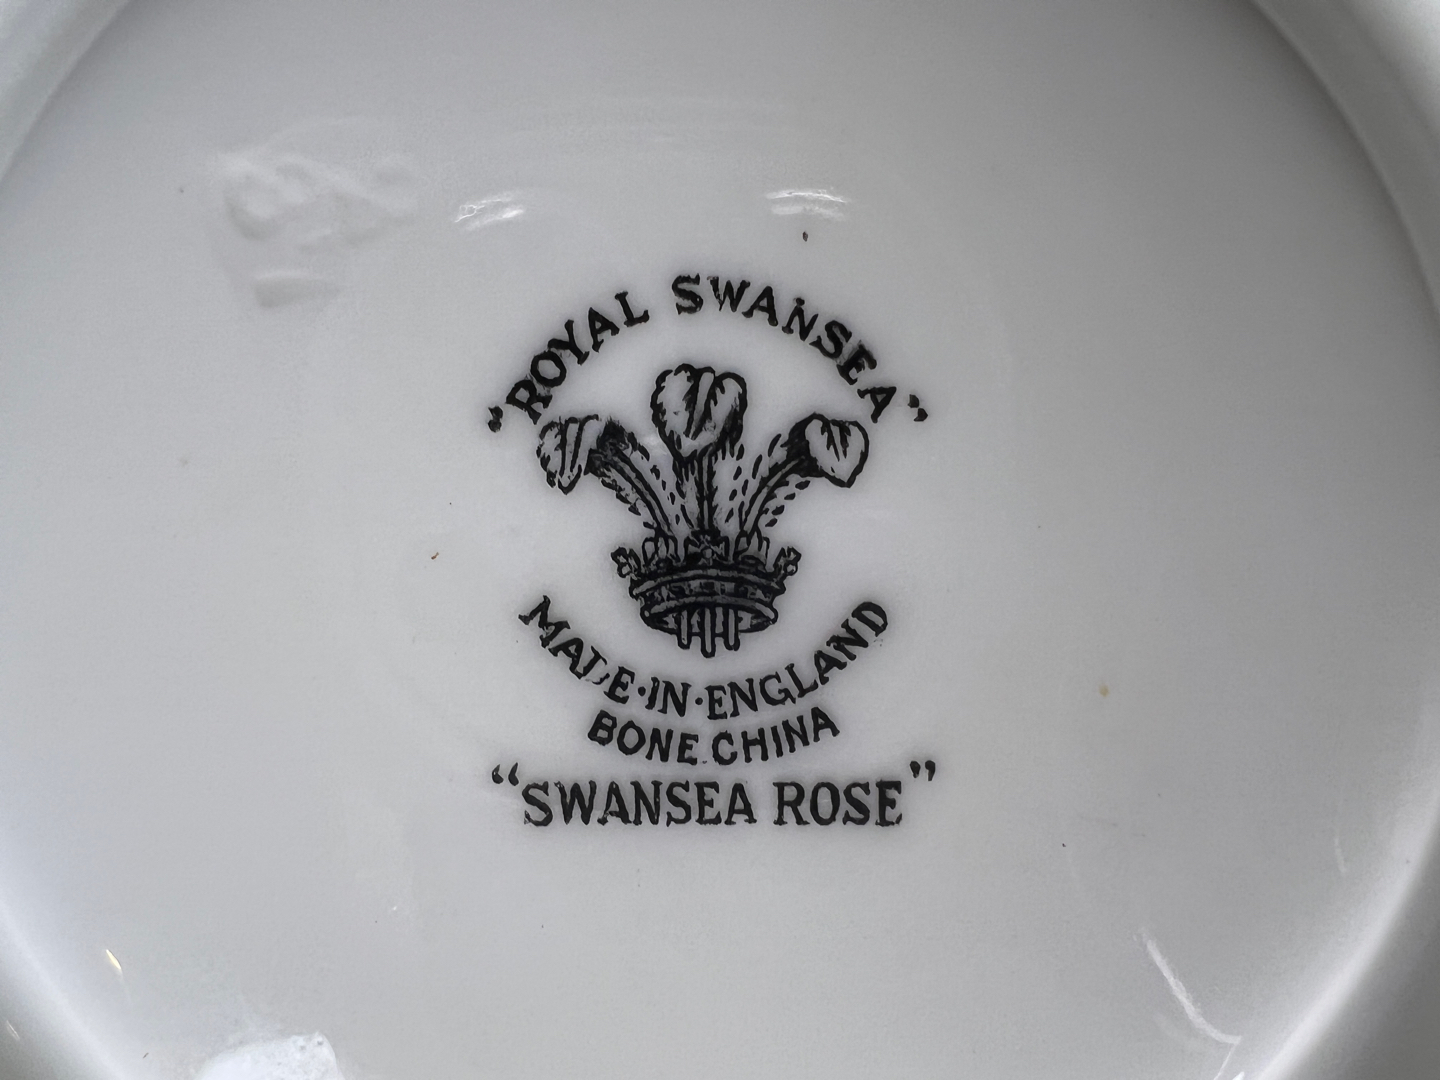 "ROYAL SWANSEA"
MADE·IN·ENGLAND
BONE CHINA
"SWANSEA ROSE"